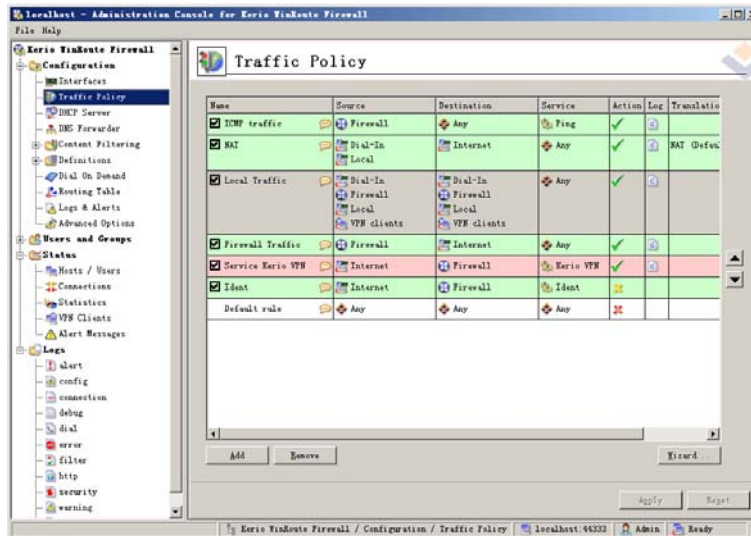 localhost - Administration Console for Kerio WinRoute Firewall
File Help
Kerio WinRoute Firewall
Configuration
Interfaces
Traffic Policy
DHCP Server
DNS Forwarder
Content Filtering
Definitions
Dial On Demand
Routing Table
Logs & Alerts
Advanced Options
Users and Groups
Status
Hosts / Users
Connections
Statistics
VPN Clients
Alert Messages
Logs
alert
config
connection
debug
dial
error
filter
http
security
warning
Traffic Policy
Name Source Destination Service Action Log Translatio
ICMP traffic Firewall Any Ping
NAT Dial-In Internet Any NAT (Defau
Local
Local Traffic Dial-In Dial-In Any
Firewall Firewall
Local Local
VPN clients VPN clients
Firewall Traffic Firewall Internet Any
Service Kerio VPN Internet Firewall Kerio VPN
Ident Internet Firewall Ident
Default rule Any Any Any
Add Remove Wizard...
Apply Reset
Kerio WinRoute Firewall / Configuration / Traffic Policy localhost:44333 Admin Ready